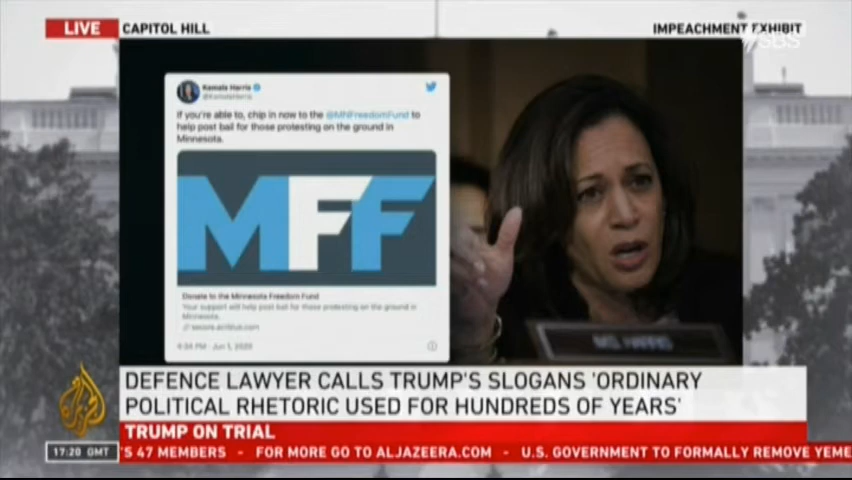 LIVE
CAPITOL HILL
IMPEACHMENT EXHIBIT
SBS
Kamala Harris
@KamalaHarris
If you're able to, chip in now to the @MNFreedomFund to
help post bail for those protesting on the ground in
Minnesota.
MFF
Donate to the Minnesota Freedom Fund
Your support will help post bail for those protesting on the ground in
Minnesota.
secure.actblue.com
Jun 1, 2020
MS. HARRIS
DEFENCE LAWYER CALLS TRUMP'S SLOGANS 'ORDINARY
POLITICAL RHETORIC USED FOR HUNDREDS OF YEARS'
TRUMP ON TRIAL
17:20 GMT
'S 47 MEMBERS - FOR MORE GO TO ALJAZEERA.COM - U.S. GOVERNMENT TO FORMALLY REMOVE YEME